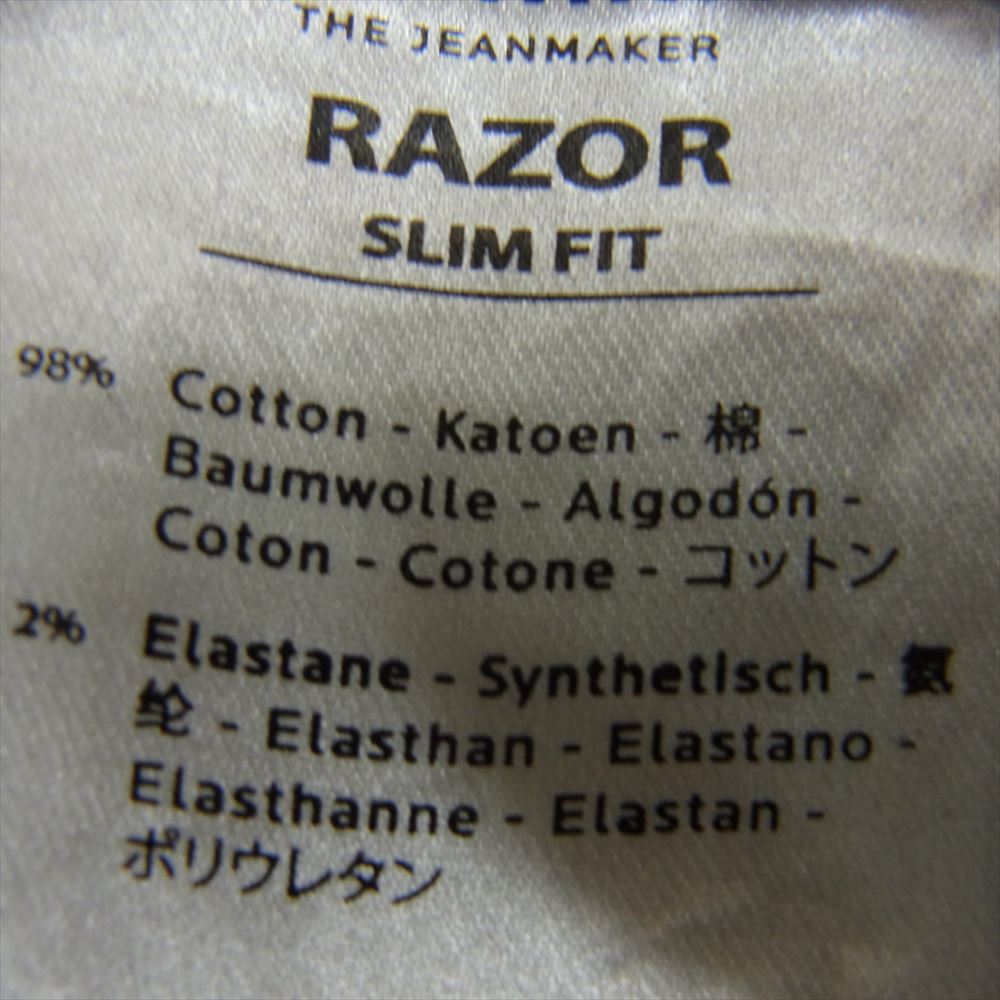 THE JEANMAKER
RAZOR
SLIM FIT
98% Cotton - Katoen - 棉 -
Baumwolle - Algodón -
Coton - Cotone - コットン
2% Elastane - Synthetisch - 氨
纶 - Elasthan - Elastano -
Elasthanne - Elastan -
ポリウレタン